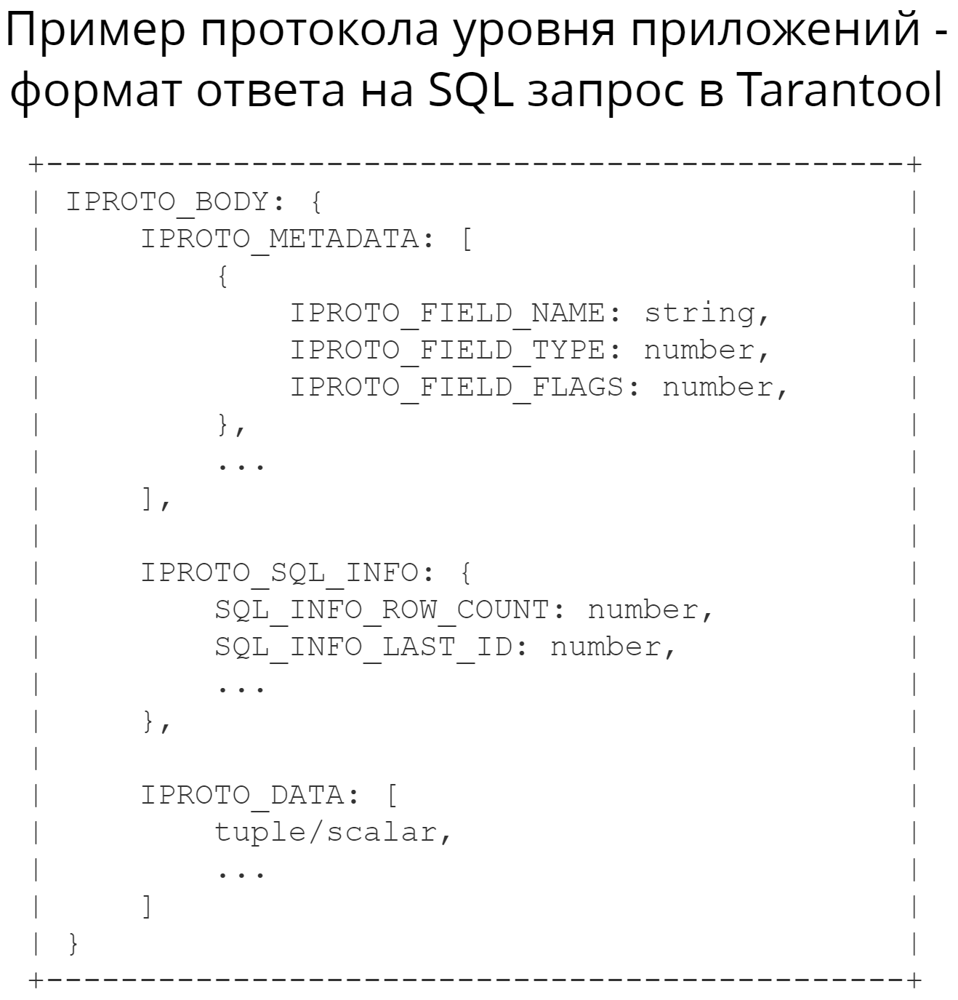 Пример протокола уровня приложений -
формат ответа на SQL запрос в Tarantool
+----------------------------------------------+
| IPROTO_BODY: {                               |
|     IPROTO_METADATA: [                       |
|         {                                    |
|             IPROTO_FIELD_NAME: string,       |
|             IPROTO_FIELD_TYPE: number,       |
|             IPROTO_FIELD_FLAGS: number,      |
|         },                                   |
|         ...                                  |
|     ],                                       |
|                                              |
|     IPROTO_SQL_INFO: {                       |
|         SQL_INFO_ROW_COUNT: number,          |
|         SQL_INFO_LAST_ID: number,            |
|         ...                                  |
|     },                                       |
|                                              |
|     IPROTO_DATA: [                           |
|         tuple/scalar,                        |
|         ...                                  |
|     ]                                        |
| }                                            |
+----------------------------------------------+